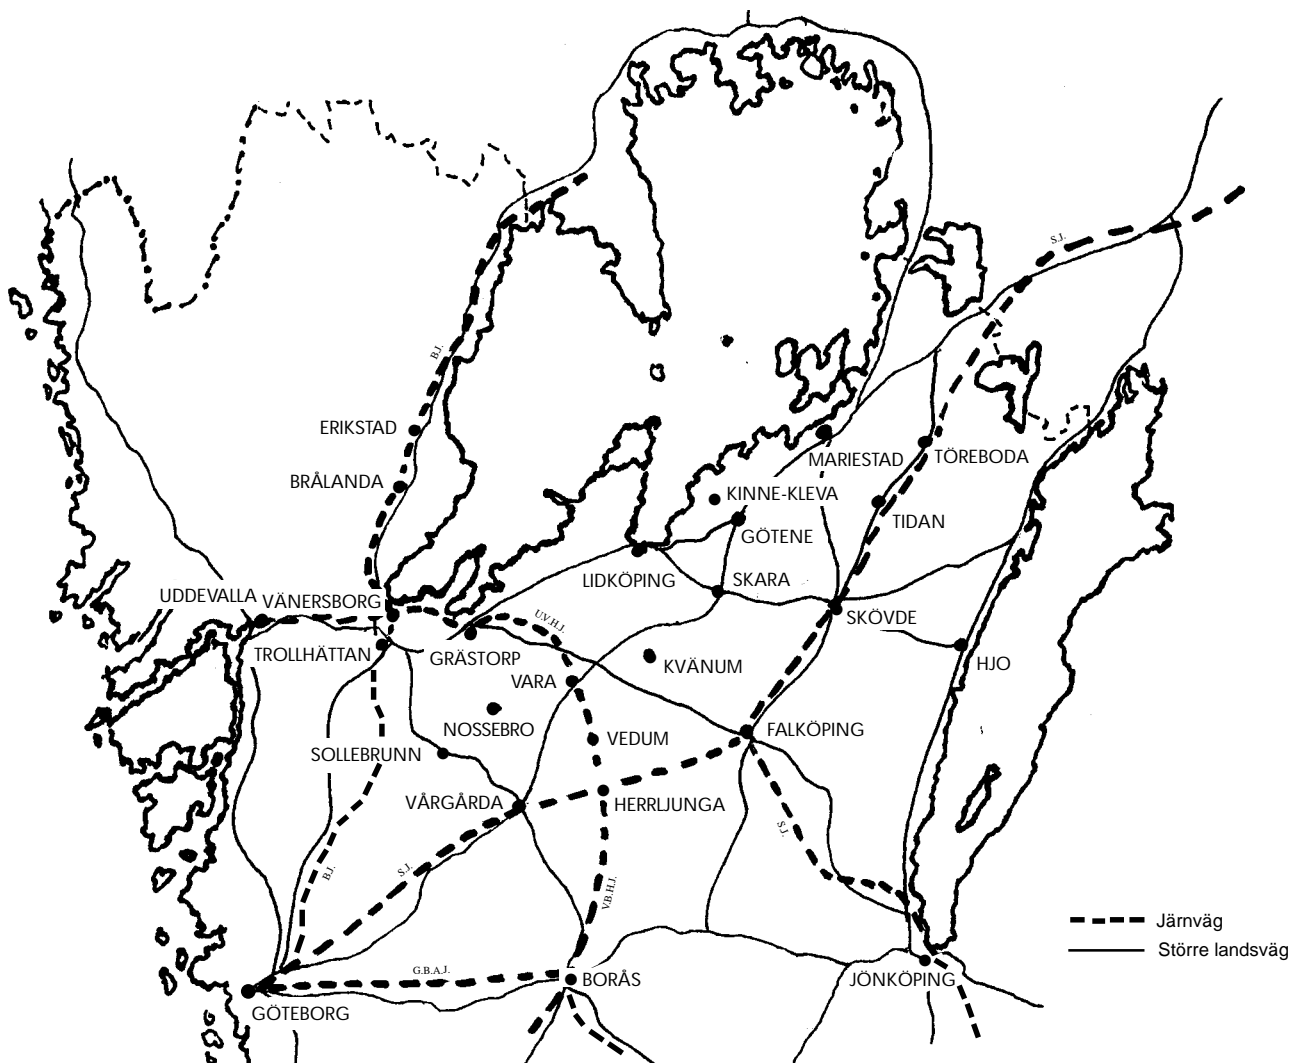 S.J.
B.J.
ERIKSTAD
MARIESTAD
TÖREBODA
BRÅLANDA
KINNE-KLEVA
TIDAN
GÖTENE
LIDKÖPING
SKARA
UDDEVALLA
VÄNERSBORG
U.V.H.J.
SKÖVDE
TROLLHÄTTAN
GRÄSTORP
KVÄNUM
HJO
VARA
NOSSEBRO
FALKÖPING
VEDUM
SOLLEBRUNN
VÅRGÅRDA
HERRLJUNGA
S.J.
B.J.
S.J.
V.B.H.J.
Järnväg
Större landsväg
G.B.A.J.
BORÅS
JÖNKÖPING
GÖTEBORG